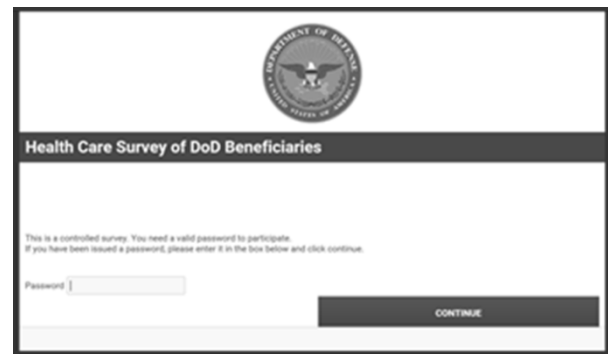 DEPARTMENT OF DEFENSE
UNITED STATES OF AMERICA
Health Care Survey of DoD Beneficiaries
This is a controlled survey. You need a valid password to participate.
If you have been issued a password, please enter it in the box below and click continue.
Password
CONTINUE